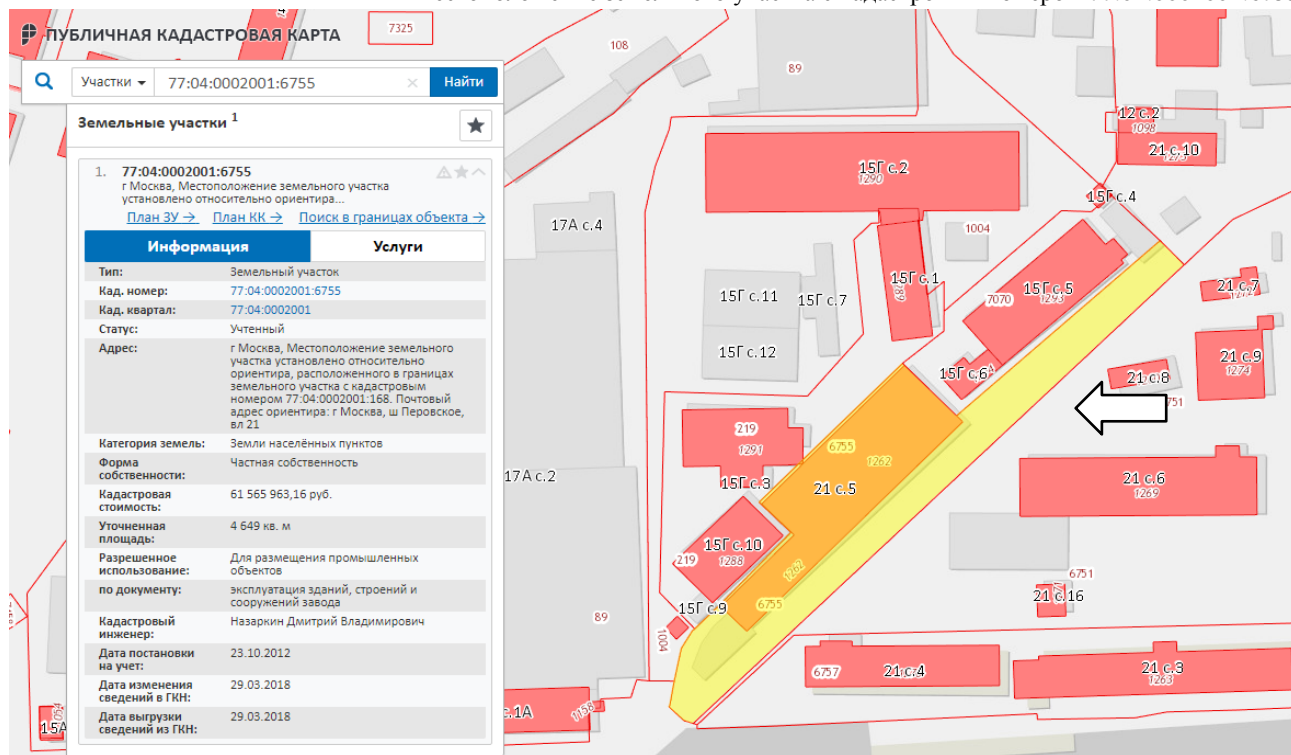 ПУБЛИЧНАЯ КАДАСТРОВАЯ КАРТА
Участки
77:04:0002001:6755
Найти
Земельные участки 1
1. 77:04:0002001:6755
г Москва, Местоположение земельного участка
установлено относительно ориентира...
План ЗУ → План КК → Поиск в границах объекта →
Информация Услуги
Тип: Земельный участок
Кад. номер: 77:04:0002001:6755
Кад. квартал: 77:04:0002001
Статус: Учтенный
Адрес: г Москва, Местоположение земельного
участка установлено относительно
ориентира, расположенного в границах
земельного участка с кадастровым
номером 77:04:0002001:168. Почтовый
адрес ориентира: г Москва, ш Перовское,
вл 21
Категория земель: Земли населённых пунктов
Форма Частная собственность
собственности:
Кадастровая 61 565 963,16 руб.
стоимость:
Уточненная 4 649 кв. м
площадь:
Разрешенное Для размещения промышленных
использование: объектов
по документу: эксплуатация зданий, строений и
сооружений завода
Кадастровый Назаркин Дмитрий Владимирович
инженер:
Дата постановки 23.10.2012
на учет:
Дата изменения 29.03.2018
сведений в ГКН:
Дата выгрузки 29.03.2018
сведений из ГКН:
7325
108
89
12 с.2
1098
21 с.10
15Г с.2
1290
15Г с.4
17А с.4
1004
15Г с.1
15Г с.11
15Г с.7
7070
15Г с.5
1293
21 с.7
15Г с.12
15Г с.6
21 с.9
1274
21 с.8
219
1291
6755
1262
15Г с.3
17А с.2
21 с.5
21 с.6
1269
15Г с.10
219
1288
1262
6751
15Г с.9
6755
21 с.16
89
1004
6757
21 с.4
21 с.3
1263
с.1А
1158
15А